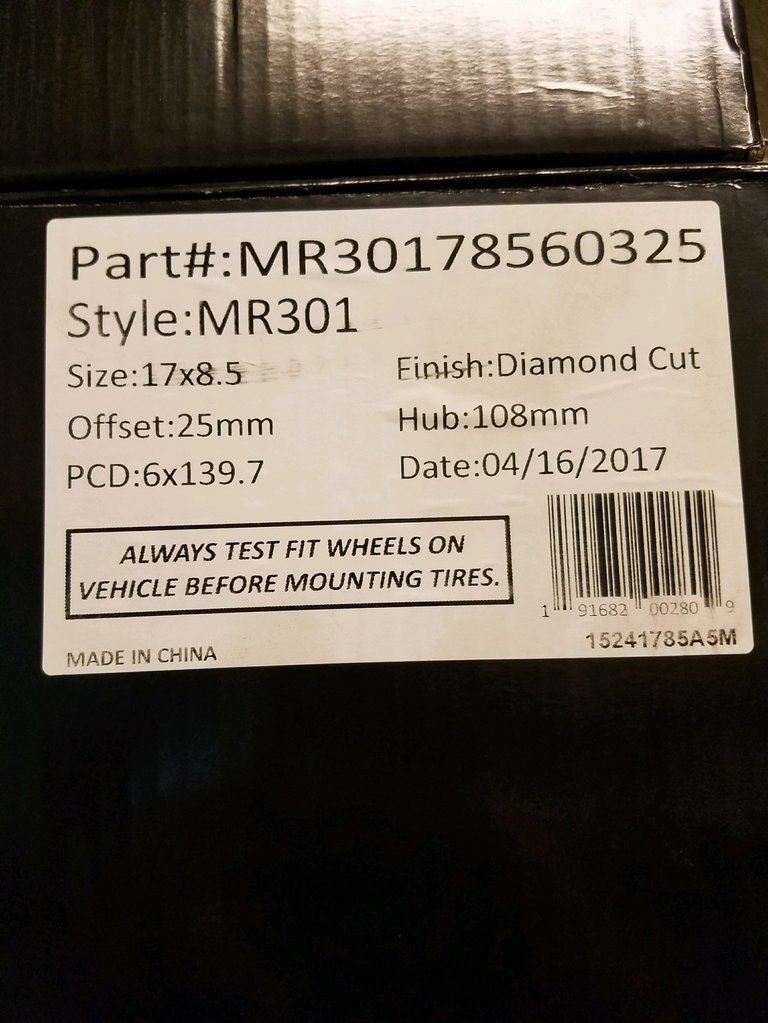 Part#:MR30178560325
Style:MR301
Size:17x8.5 Finish:Diamond Cut
Offset:25mm Hub:108mm
PCD:6x139.7 Date:04/16/2017
ALWAYS TEST FIT WHEELS ON
VEHICLE BEFORE MOUNTING TIRES.
1 91682 00280 9
MADE IN CHINA 15241785A5M